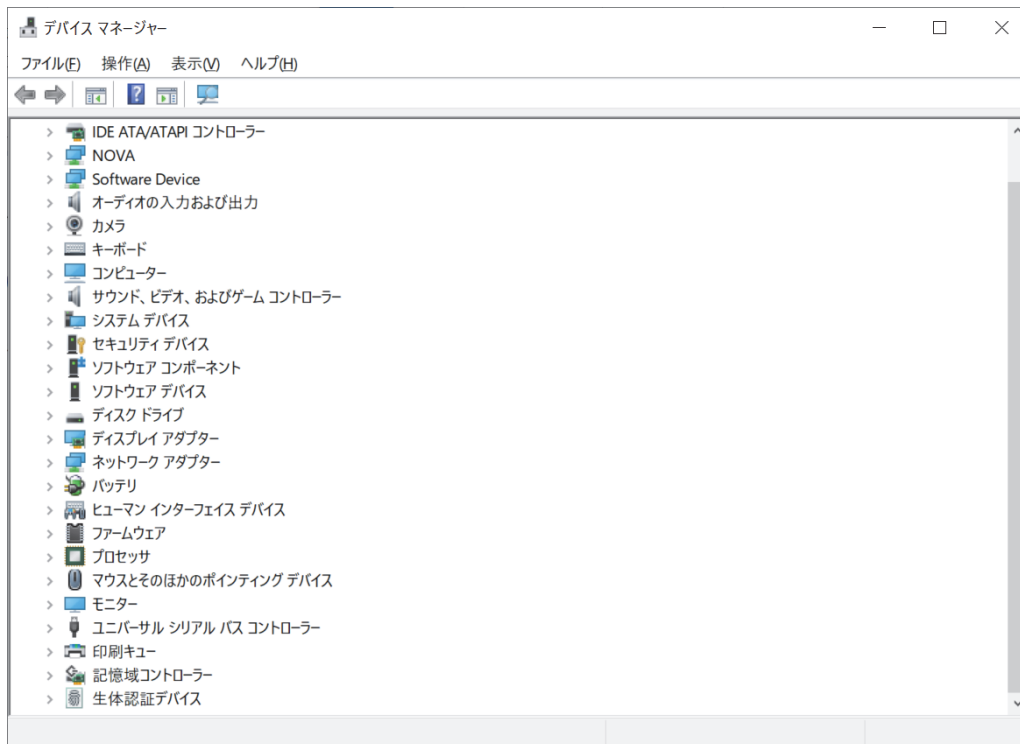 デバイス マネージャー
ファイル(F) 操作(A) 表示(V) ヘルプ(H)
IDE ATA/ATAPI コントローラー
NOVA
Software Device
オーディオの入力および出力
カメラ
キーボード
コンピューター
サウンド、ビデオ、およびゲーム コントローラー
システム デバイス
セキュリティ デバイス
ソフトウェア コンポーネント
ソフトウェア デバイス
ディスク ドライブ
ディスプレイ アダプター
ネットワーク アダプター
バッテリ
ヒューマン インターフェイス デバイス
ファームウェア
プロセッサ
マウスとそのほかのポインティング デバイス
モニター
ユニバーサル シリアル バス コントローラー
印刷キュー
記憶域コントローラー
生体認証デバイス